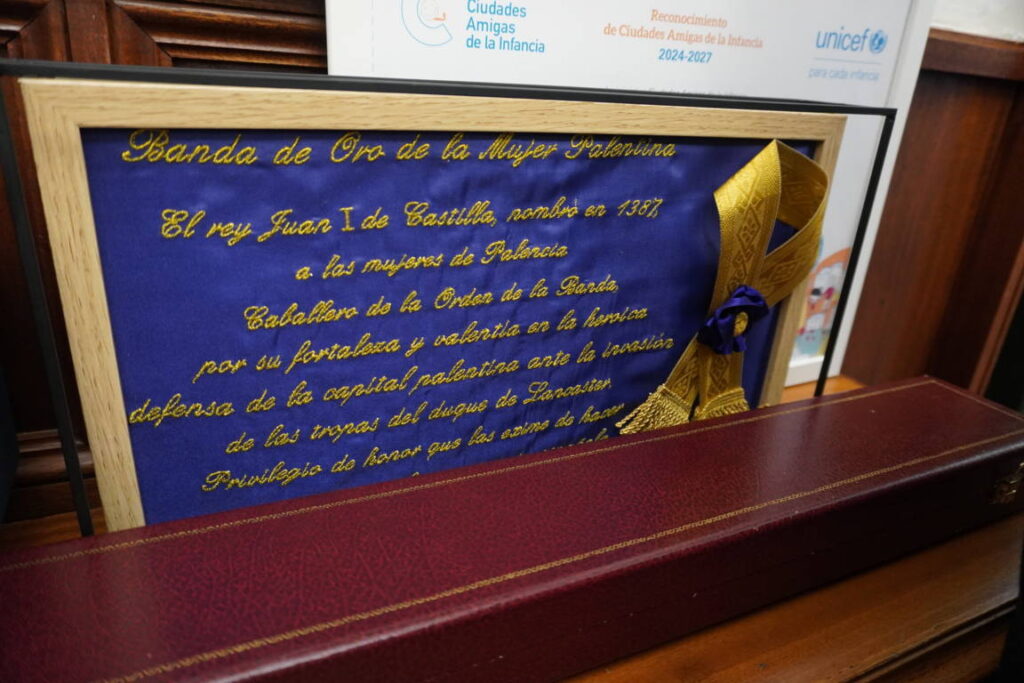 Ciudades
Amigas
de la Infancia
Reconocimiento
de Ciudades Amigas de la Infancia
2024-2027
unicef
para cada infancia
Banda de Oro de la Mujer Palentina
El rey Juan I de Castilla, nombró en 1387,
a las mujeres de Palencia
Caballero de la Orden de la Banda,
por su fortaleza y valentía en la heroica
defensa de la capital palentina ante la invasión
de las tropas del duque de Lancaster.
Privilegio de honor que las exime de hacer